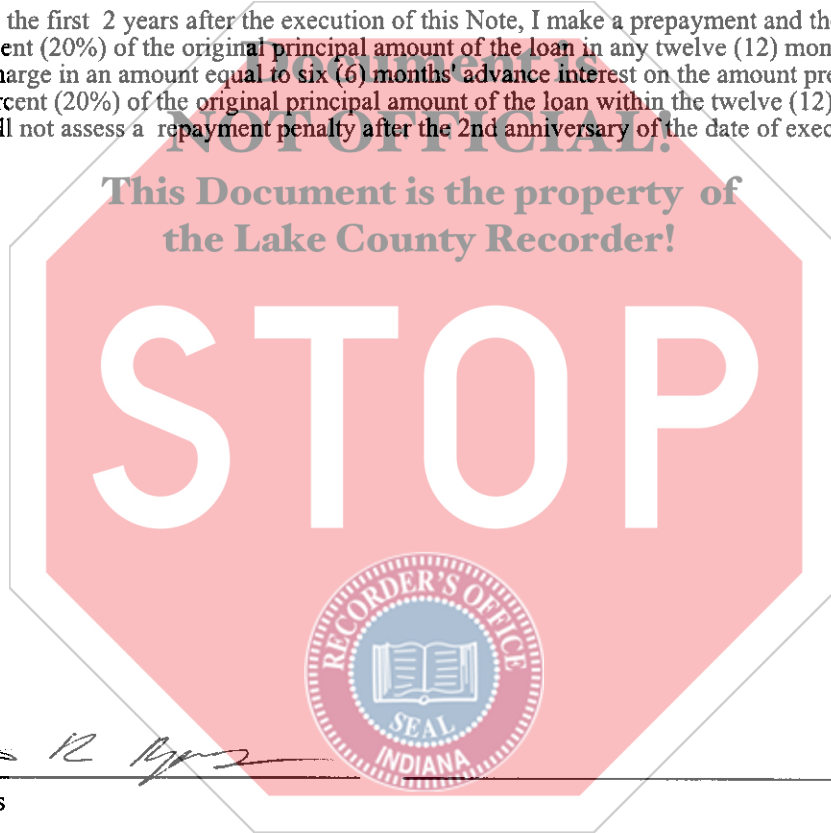 the first 2 years after the execution of this Note, I make a prepayment and the
ent (20%) of the original principal amount of the loan in any twelve (12) mon
arge in an amount equal to six (6) months' advance interest on the amount pre
rcent (20%) of the original principal amount of the loan within the twelve (12)
ll not assess a repayment penalty after the 2nd anniversary of the date of exec
Document is
NOT OFFICIAL!
This Document is the property of
the Lake County Recorder!
STOP
RECORDER'S OFFICE
SEAL
INDIANA
s